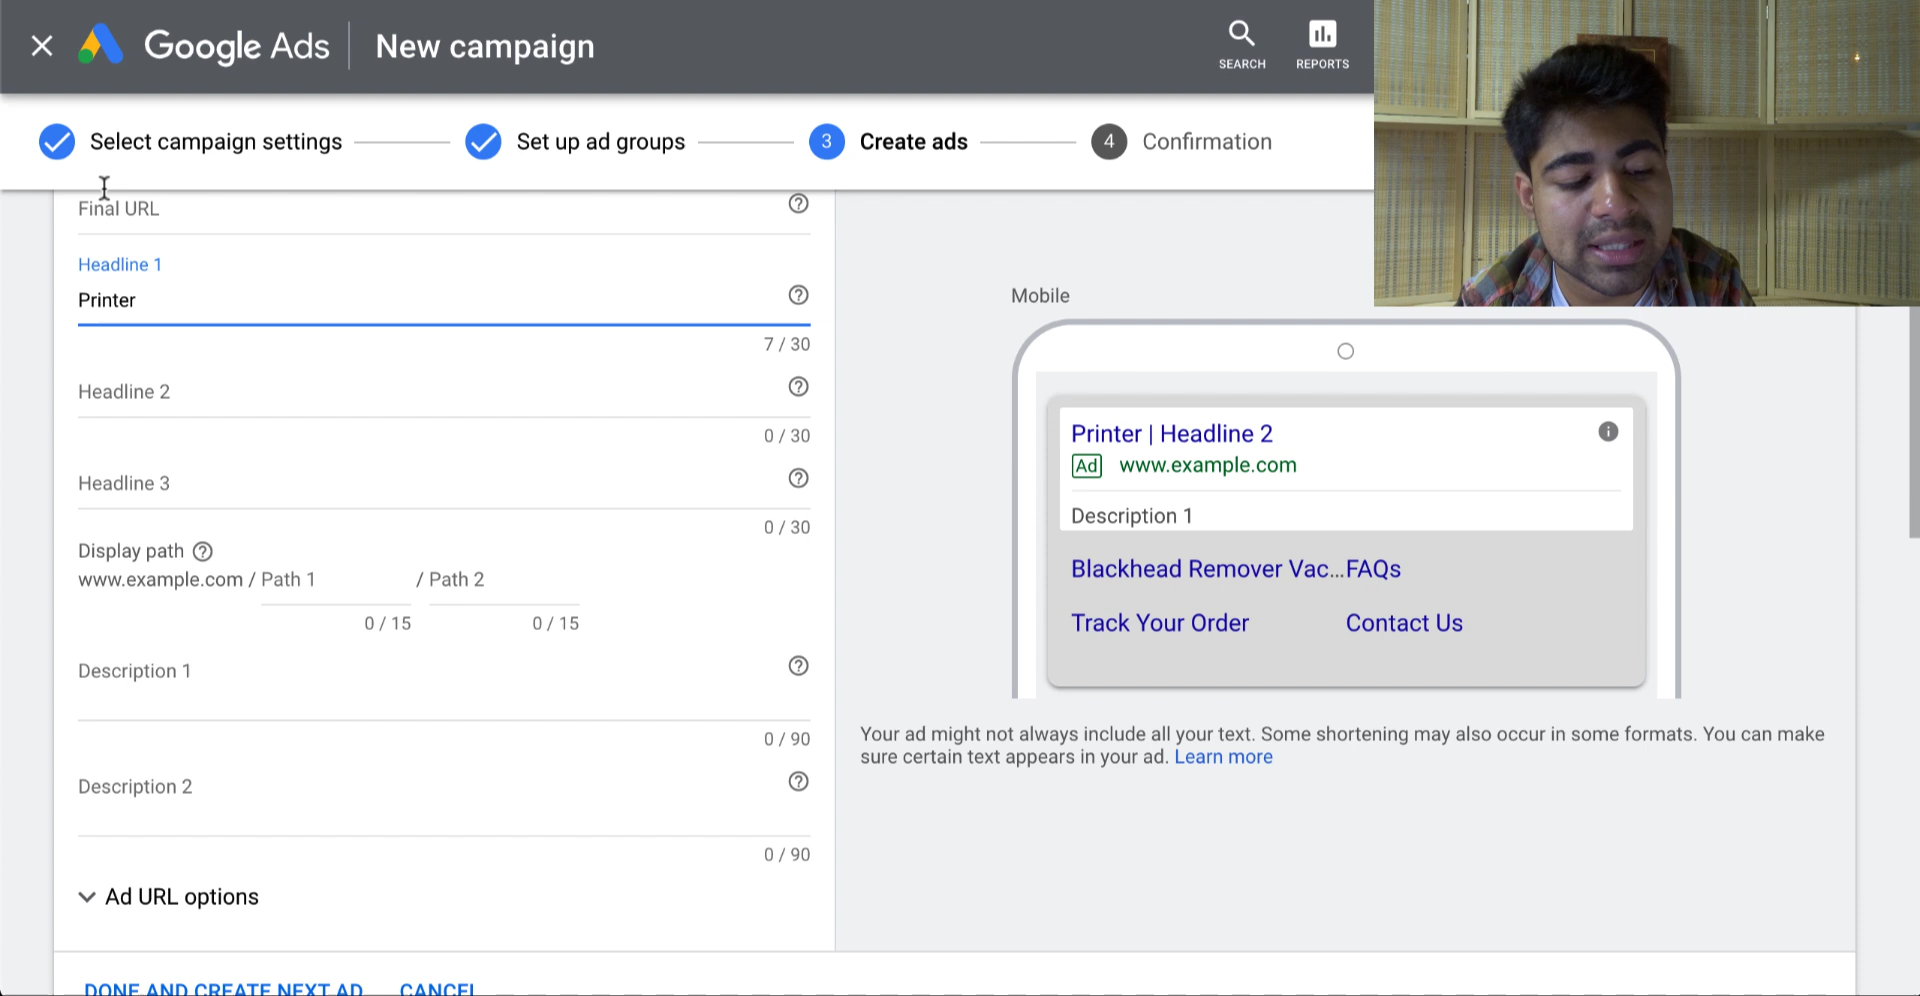 Google Ads | New campaign
SEARCH
REPORTS
Select campaign settings
Set up ad groups
3 Create ads
4 Confirmation
Final URL
Headline 1
Printer
7 / 30
Headline 2
0 / 30
Headline 3
0 / 30
Display path
www.example.com / Path 1 / Path 2
0 / 15 0 / 15
Description 1
0 / 90
Description 2
0 / 90
Ad URL options
DONE AND CREATE NEXT AD CANCEL
Mobile
Printer | Headline 2
Ad www.example.com
Description 1
Blackhead Remover Vac... FAQs
Track Your Order Contact Us
Your ad might not always include all your text. Some shortening may also occur in some formats. You can make
sure certain text appears in your ad. Learn more